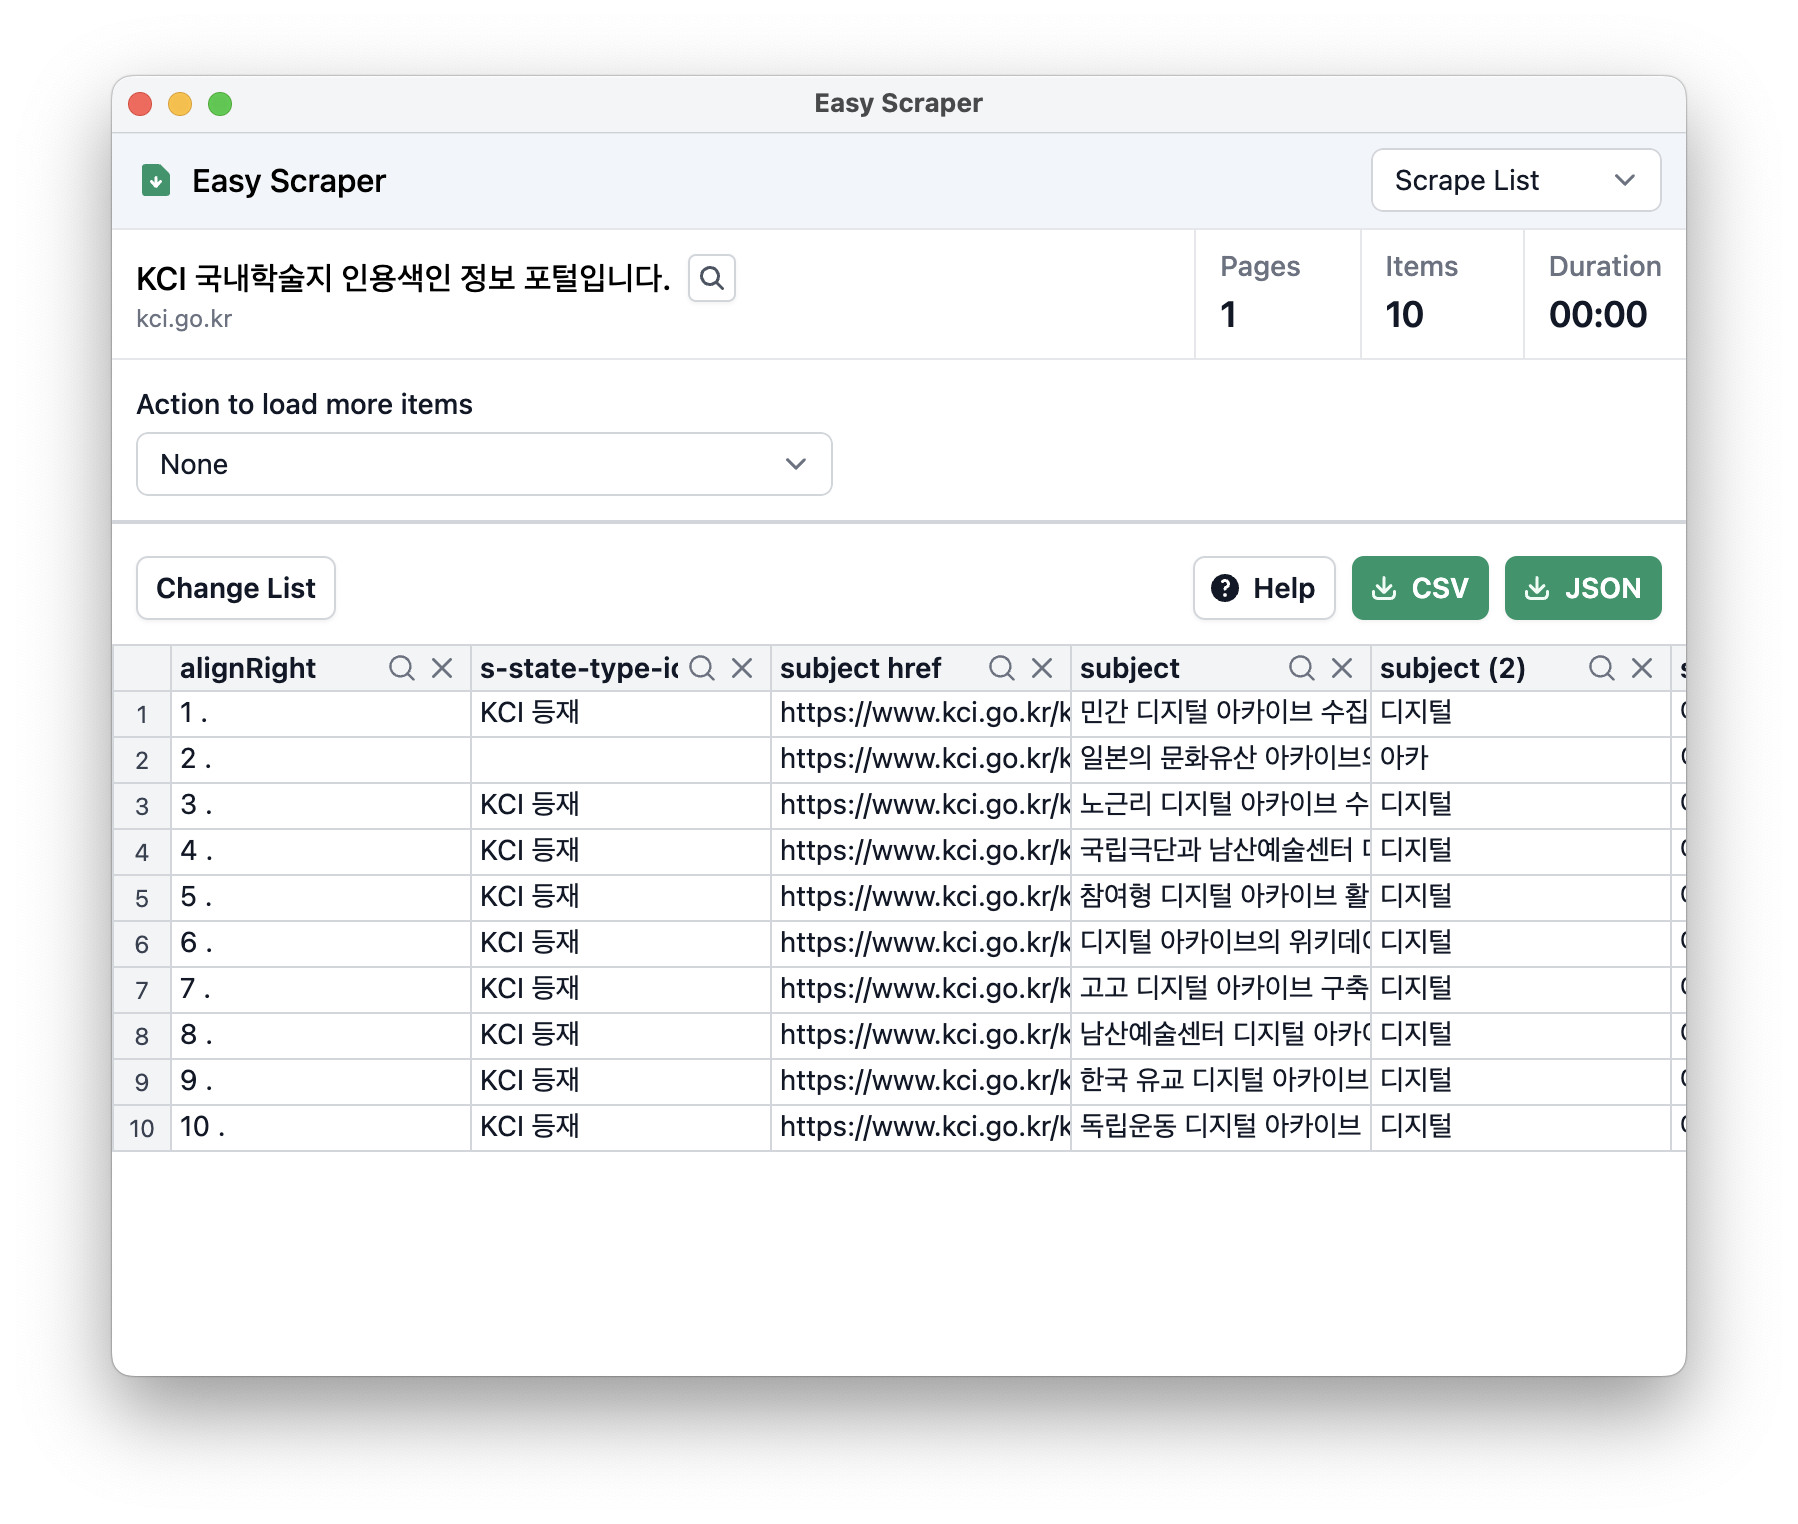 Easy Scraper
Easy Scraper
Scrape List
KCI 국내학술지 인용색인 정보 포털입니다.
kci.go.kr
Pages
1
Items
10
Duration
00:00
Action to load more items
None
Change List
Help
CSV
JSON
alignRight s-state-type-ic subject href subject subject (2)
1 1 . KCI 등재 https://www.kci.go.kr/k 민간 디지털 아카이브 수집 디지털
2 2 . https://www.kci.go.kr/k 일본의 문화유산 아카이브의 아카
3 3 . KCI 등재 https://www.kci.go.kr/k 노근리 디지털 아카이브 수 디지털
4 4 . KCI 등재 https://www.kci.go.kr/k 국립극단과 남산예술센터 디지털
5 5 . KCI 등재 https://www.kci.go.kr/k 참여형 디지털 아카이브 활 디지털
6 6 . KCI 등재 https://www.kci.go.kr/k 디지털 아카이브의 위키데이 디지털
7 7 . KCI 등재 https://www.kci.go.kr/k 고고 디지털 아카이브 구축 디지털
8 8 . KCI 등재 https://www.kci.go.kr/k 남산예술센터 디지털 아카이 디지털
9 9 . KCI 등재 https://www.kci.go.kr/k 한국 유교 디지털 아카이브 디지털
10 10 . KCI 등재 https://www.kci.go.kr/k 독립운동 디지털 아카이브 디지털